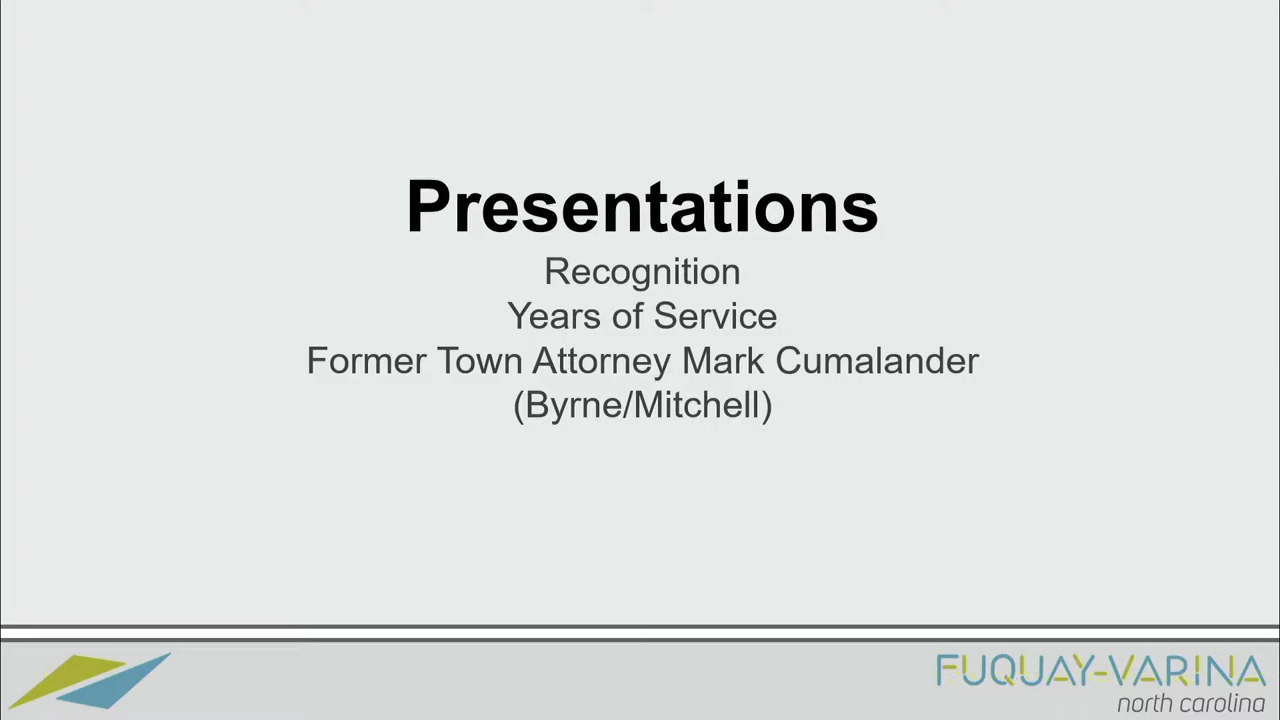 Presentations
Recognition
Years of Service
Former Town Attorney Mark Cumalander
(Byrne/Mitchell)
FUQUAY-VARINA
north carolina